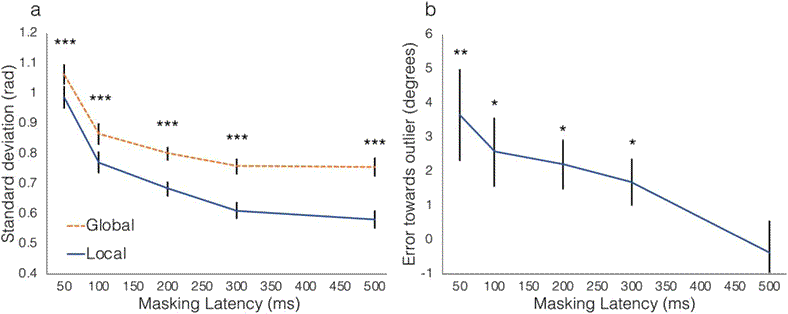 a
Standard deviation (rad)
1.2
1.1
1
0.9
0.8
0.7
0.6
0.5
0.4
***
***
***
***
***
Global
Local
50 100 150 200 250 300 350 400 450 500
Masking Latency (ms)
b
Error towards outlier (degrees)
6
5
4
3
2
1
0
-1
**
*
*
*
50 100 150 200 250 300 350 400 450 500
Masking Latency (ms)